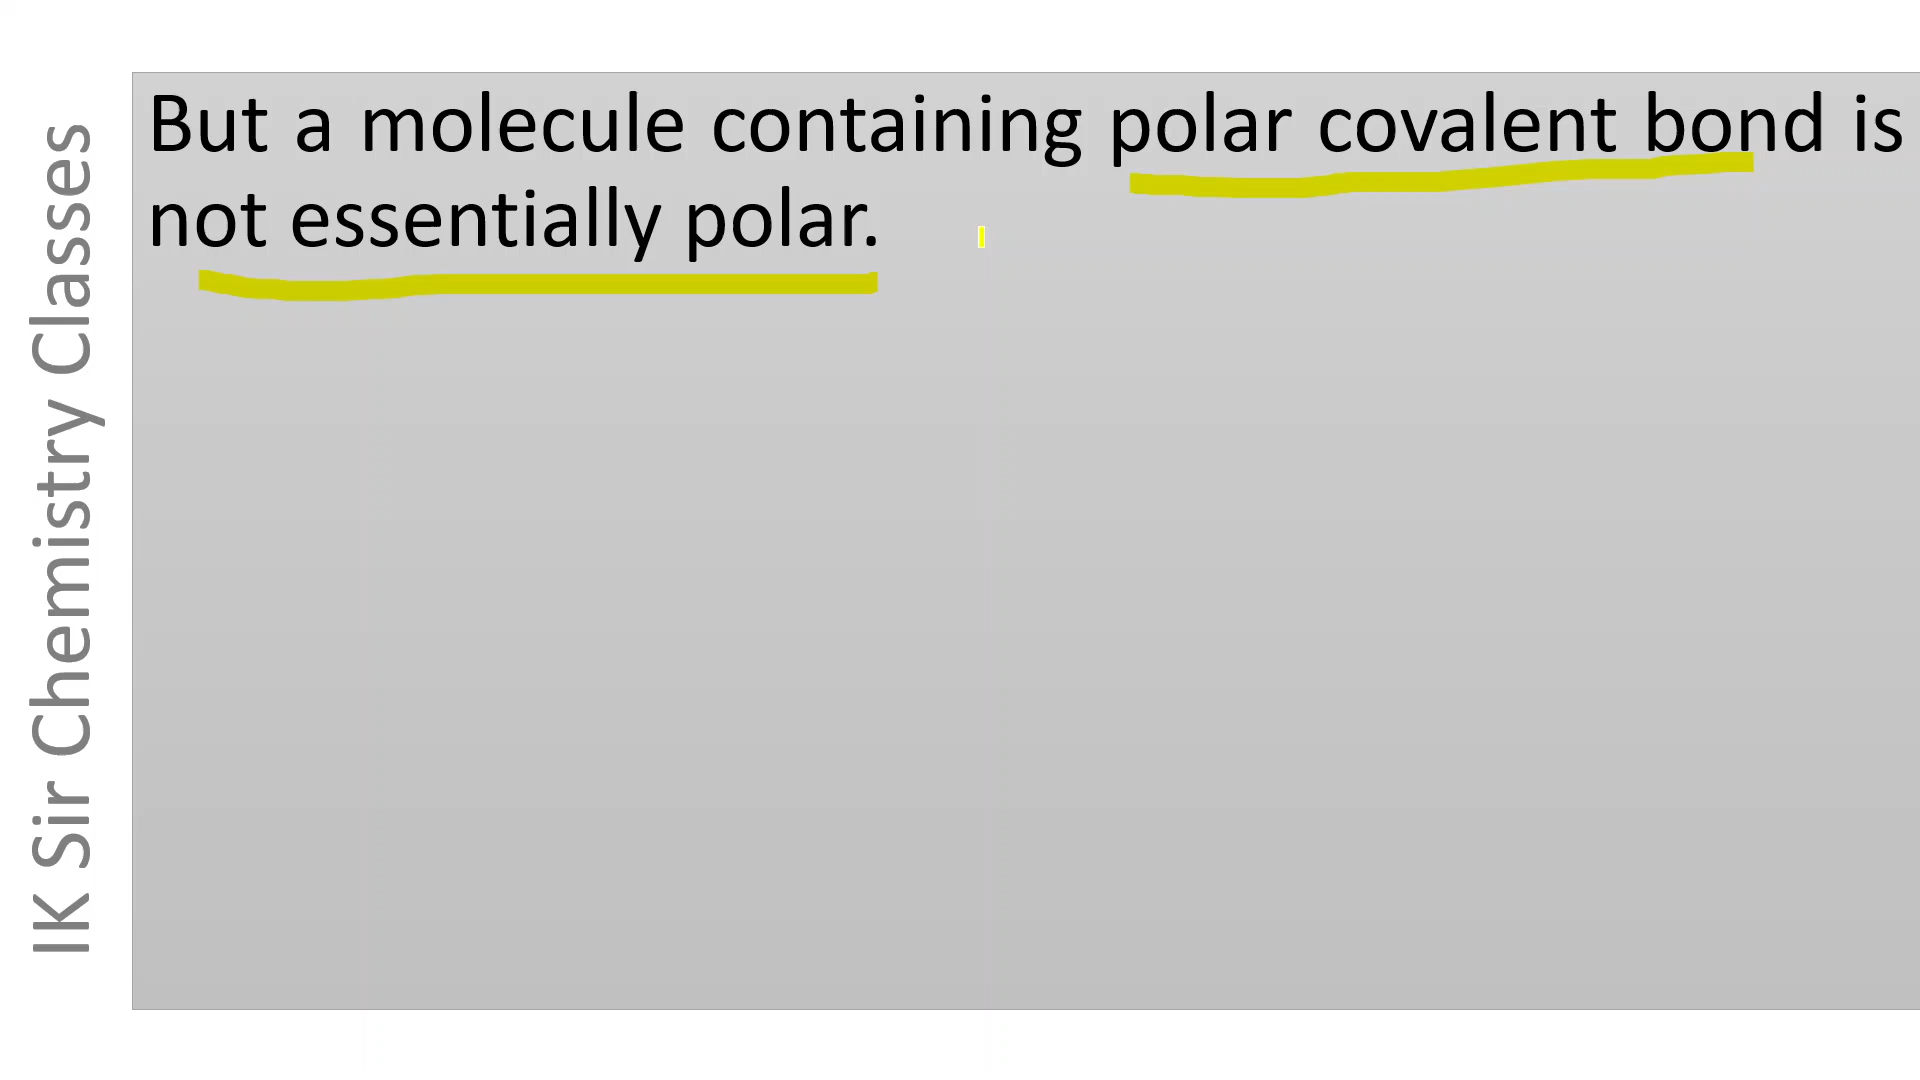 But a molecule containing polar covalent bond is
not essentially polar.
IK Sir Chemistry Classes